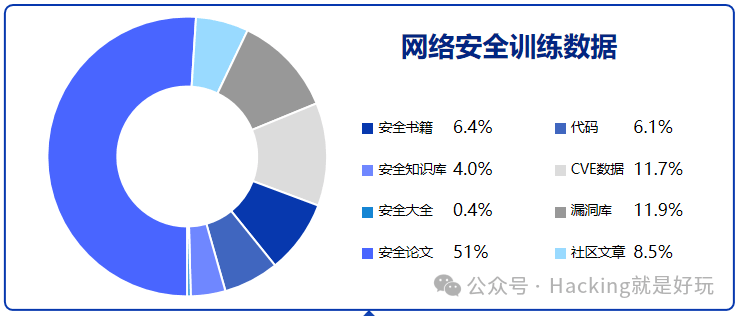 网络安全训练数据
安全书籍 6.4% 代码 6.1%
安全知识库 4.0% CVE数据 11.7%
安全大全 0.4% 漏洞库 11.9%
安全论文 51% 社区文章 8.5%
公众号 · Hacking就是好玩